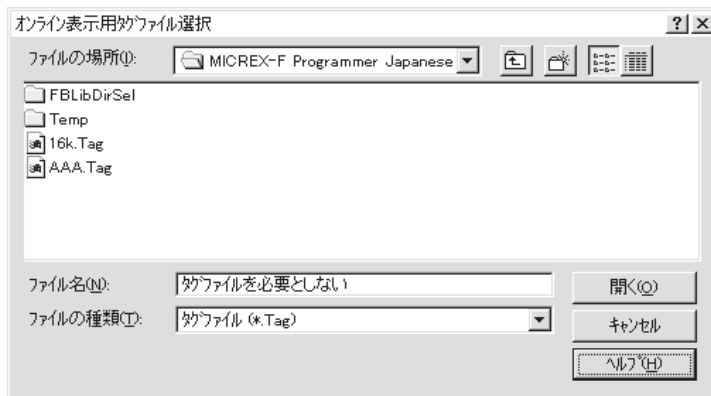 オンライン表示用ﾀｸﾞﾌｧｲﾙ選択
ファイルの場所(I):
MICREX-F Programmer Japanese
FBLibDirSel
Temp
16k.Tag
AAA.Tag
ファイル名(N):
ﾀｸﾞファイルを必要としない
開く(O)
ファイルの種類(T):
ﾀｸﾞファイル (*.Tag)
キャンセル
ﾍﾙﾌﾟ(H)